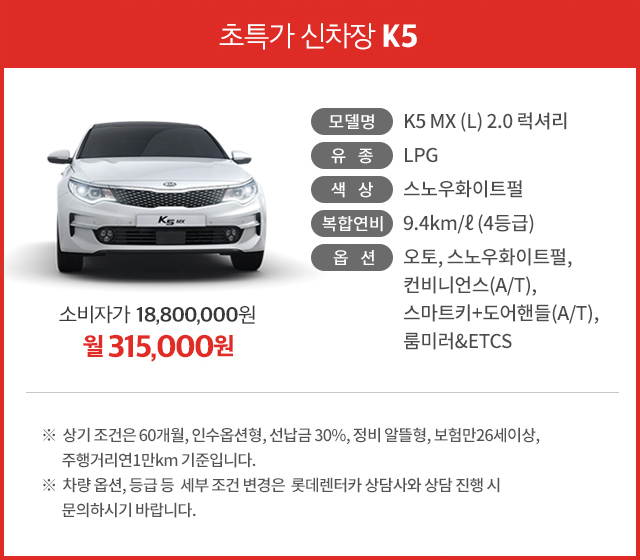 초특가 신차장 K5
모델명 K5 MX (L) 2.0 럭셔리
유 종 LPG
색 상 스노우화이트펄
복합연비 9.4km/ℓ (4등급)
옵 션 오토, 스노우화이트펄,
컨비니언스(A/T),
스마트키+도어핸들(A/T),
룸미러&ETCS
K5 MX
소비자가 18,800,000원
월 315,000원
※ 상기 조건은 60개월, 인수옵션형, 선납금 30%, 정비 알뜰형, 보험만26세이상,
주행거리연1만km 기준입니다.
※ 차량 옵션, 등급 등 세부 조건 변경은 롯데렌터카 상담사와 상담 진행 시
문의하시기 바랍니다.